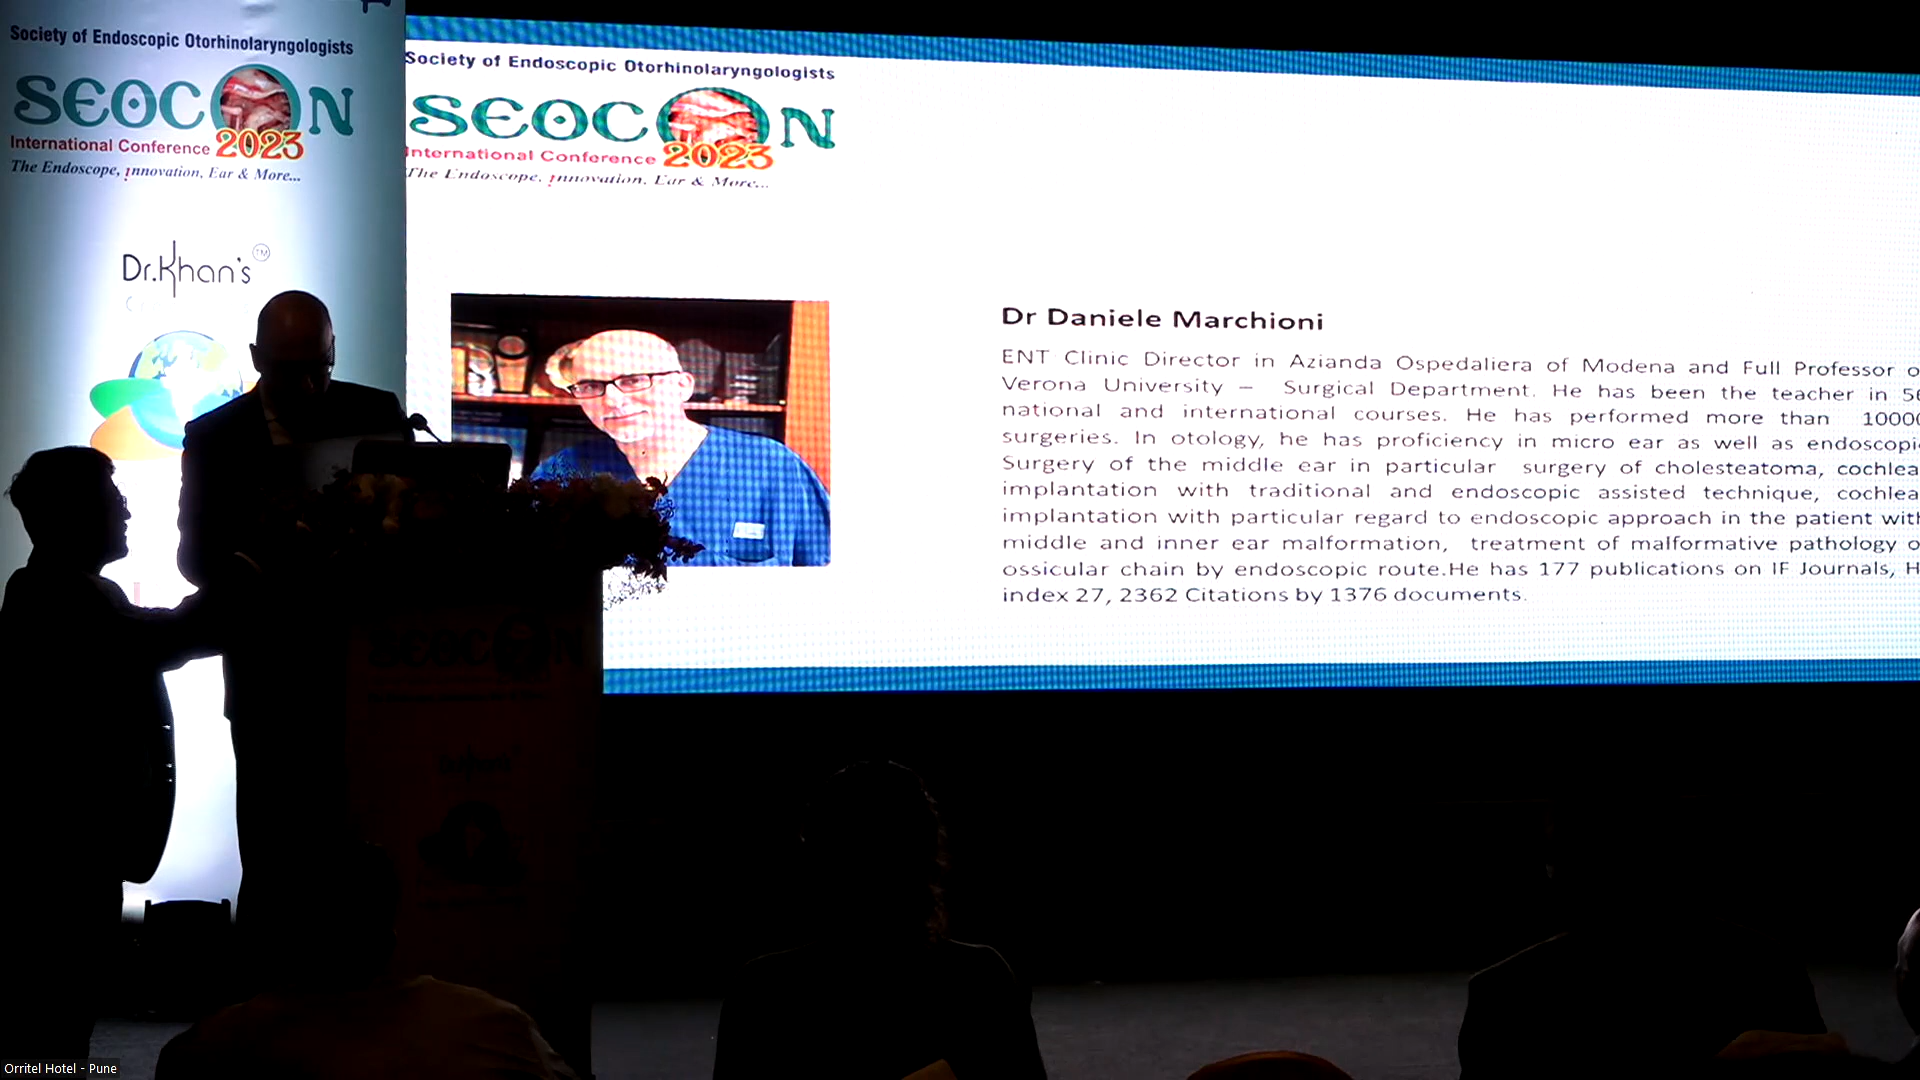 Society of Endoscopic Otorhinolaryngologists
SEOCON
International Conference 2023
The Endoscope, Innovation, Ear & More...
Dr.Khan's TM
Society of Endoscopic Otorhinolaryngologists
SEOCON
International Conference 2023
The Endoscope, Innovation, Ear & More...
Dr Daniele Marchioni
ENT Clinic Director in Azianda Ospedaliera of Modena and Full Professor
Verona University – Surgical Department. He has been the teacher in
national and international courses. He has performed more than
surgeries. In otology, he has proficiency in micro ear as well as
Surgery of the middle ear in particular surgery of cholesteatoma,
implantation with traditional and endoscopic assisted technique,
implantation with particular regard to endoscopic approach in the patient
middle and inner ear malformation, treatment of malformative pathology
ossicular chain by endoscopic route.He has 177 publications on IF Journals,
index 27, 2362 Citations by 1376 documents.
SEOCON
Orritel Hotel - Pune